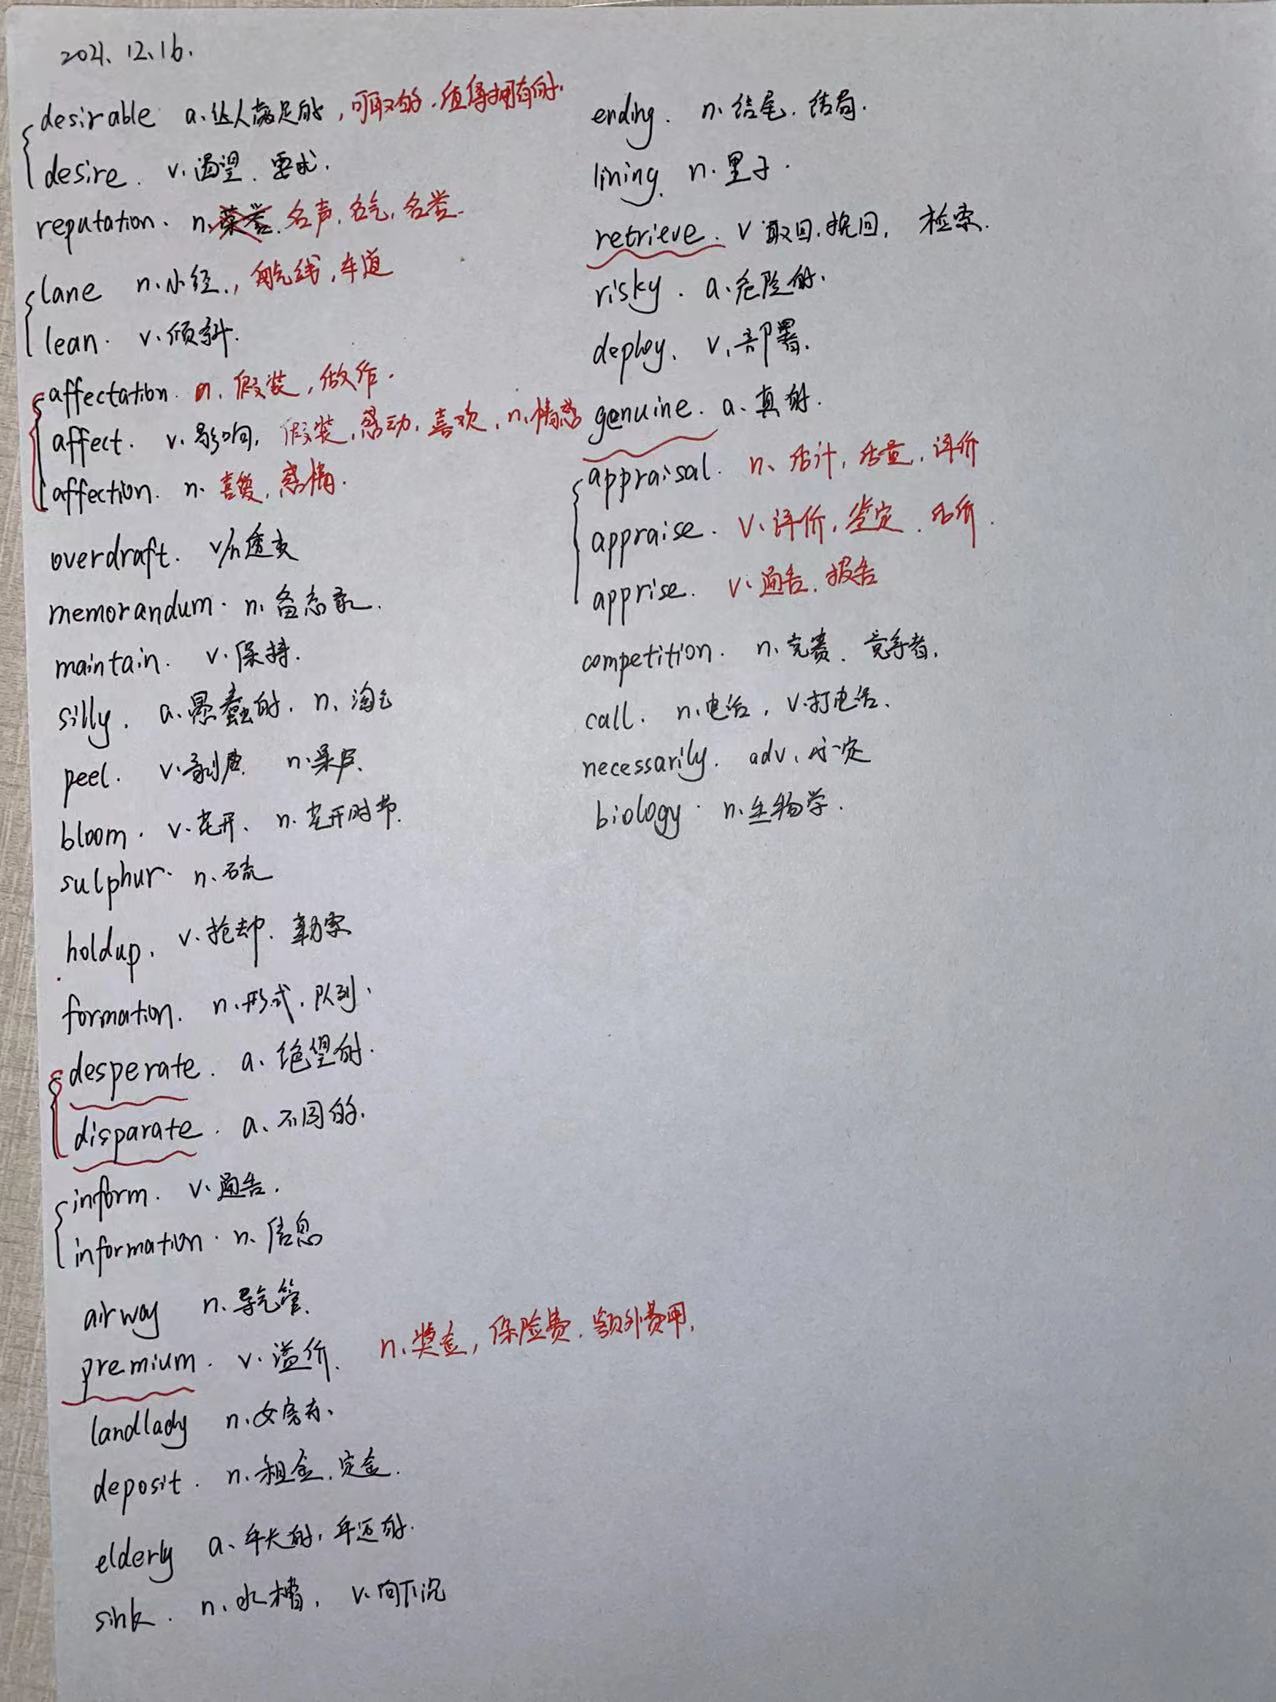 2021.12.16.
desirable a.让人满足的,可取的.值得拥有的.
desire. v.渴望.要求.
reputation. n.荣誉.名声,名气,名誉.
lane n.小径.,航线,车道
lean. v.倾斜.
affectation. n.假装,做作.
affect. v.影响,假装,感动,喜欢,n.情感
affection. n.喜爱,感情.
overdraft. v/n透支
memorandum. n.备忘录.
maintain. v.保持.
silly. a.愚蠢的. n.淘气
peel. v.剥皮 n.果皮.
bloom. v.花开. n.花开时节.
sulphur. n.硫
holdup. v.抢劫.勒索
formation. n.形式.队列.
desperate. a.绝望的.
disparate. a.不同的.
inform. v.通告.
information. n.信息
airway n.导气管.
premium. v.溢价. n.奖金,保险费.额外费用.
landlady n.女房东.
deposit. n.租金.定金.
elderly a.年长的,年迈的.
sink. n.水槽, v.向下沉
ending. n.结尾.结局.
lining. n.里子.
retrieve. v取回.挽回, 检索.
risky. a.危险的.
deploy. v.部署.
genuine. a.真的.
appraisal. n.估计,估量,评价
appraise. v.评价,鉴定.估价.
apprise. v.通告.报告
competition. n.竞赛.竞争者.
call. n.电话, v.打电话.
necessarily. adv.必定
biology. n.生物学.